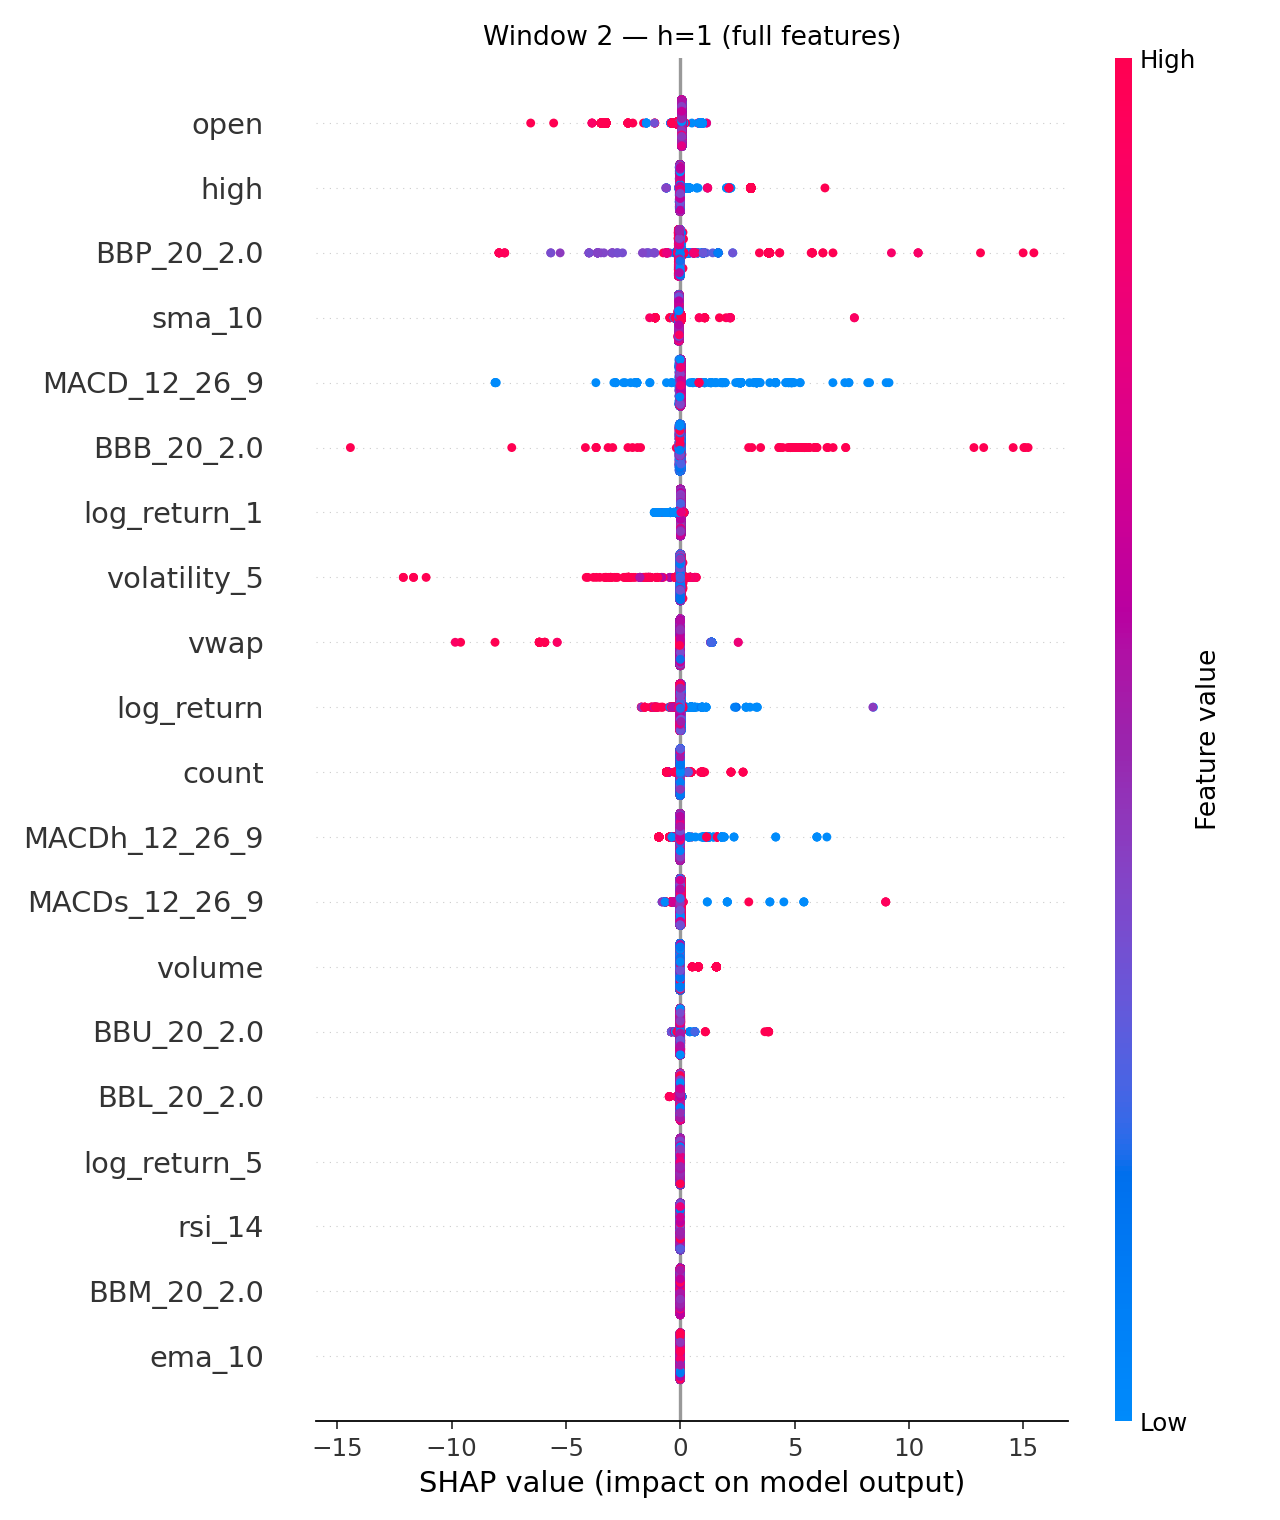 Window 2 — h=1 (full features)
High
open
high
BBP_20_2.0
sma_10
MACD_12_26_9
BBB_20_2.0
log_return_1
volatility_5
vwap
log_return
count
MACDh_12_26_9
MACDs_12_26_9
volume
BBU_20_2.0
BBL_20_2.0
log_return_5
rsi_14
BBM_20_2.0
ema_10
Feature value
Low
−15 −10 −5 0 5 10 15
SHAP value (impact on model output)